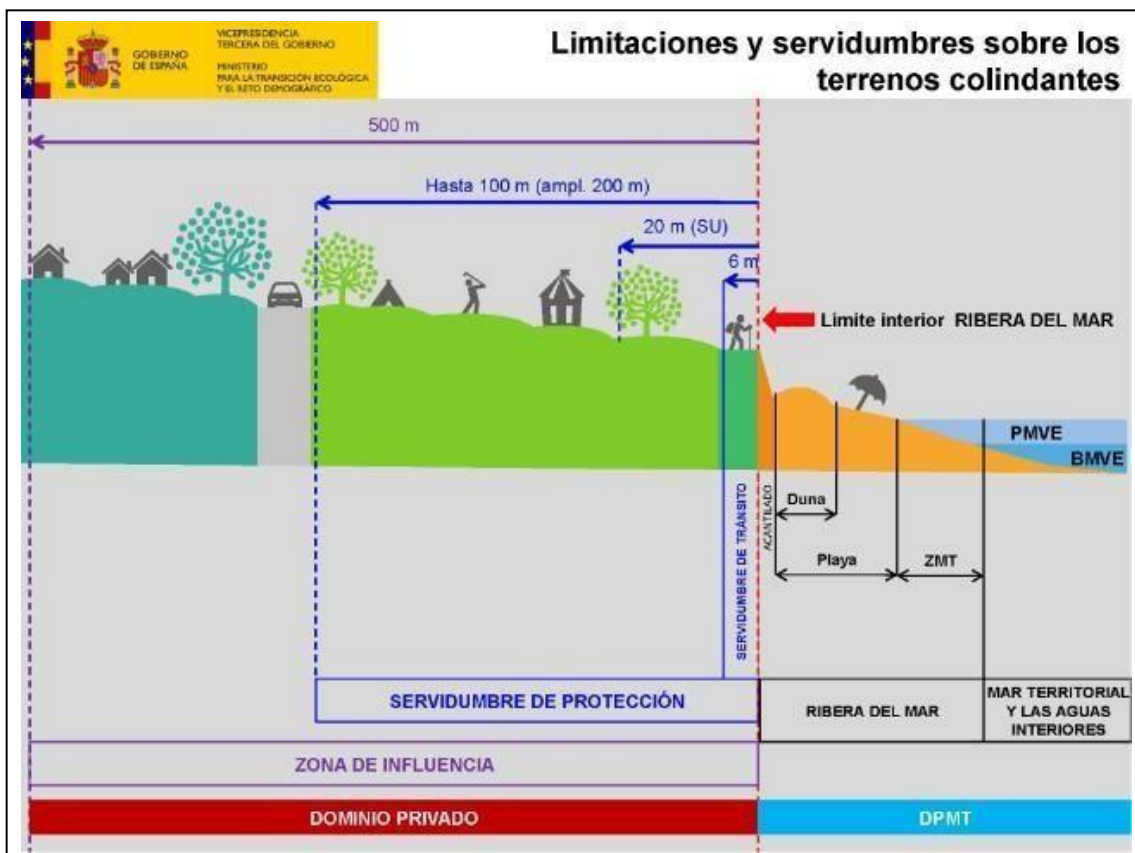 VICEPRESIDENCIA
TERCERA DEL GOBIERNO
GOBIERNO
DE ESPAÑA
MINISTERIO
PARA LA TRANSICIÓN ECOLÓGICA
Y EL RETO DEMOGRÁFICO
Limitaciones y servidumbres sobre los
terrenos colindantes
500 m
Hasta 100 m (ampl. 200 m)
20 m (SU)
6 m
Limite interior RIBERA DEL MAR
PMVE
BMVE
SERVIDUMBRE DE TRÁNSITO
ACANTILADO
Duna
Playa
ZMT
SERVIDUMBRE DE PROTECCIÓN
RIBERA DEL MAR
MAR TERRITORIAL
Y LAS AGUAS
INTERIORES
ZONA DE INFLUENCIA
DOMINIO PRIVADO
DPMT